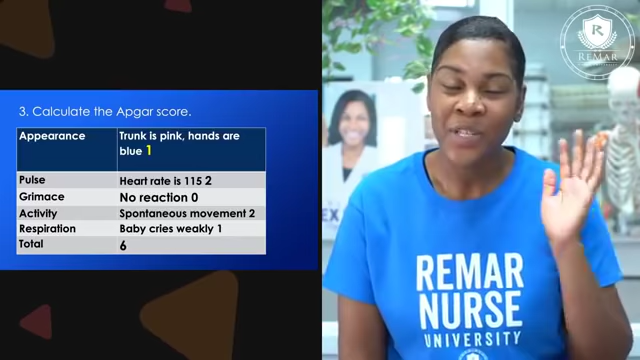 3. Calculate the Apgar score.
Appearance
Trunk is pink, hands are
blue 1
Pulse
Heart rate is 115 2
Grimace
No reaction 0
Activity
Spontaneous movement 2
Respiration
Baby cries weakly 1
Total
6
R
REMAR
EX
REMAR
NURSE
UNIVERSITY